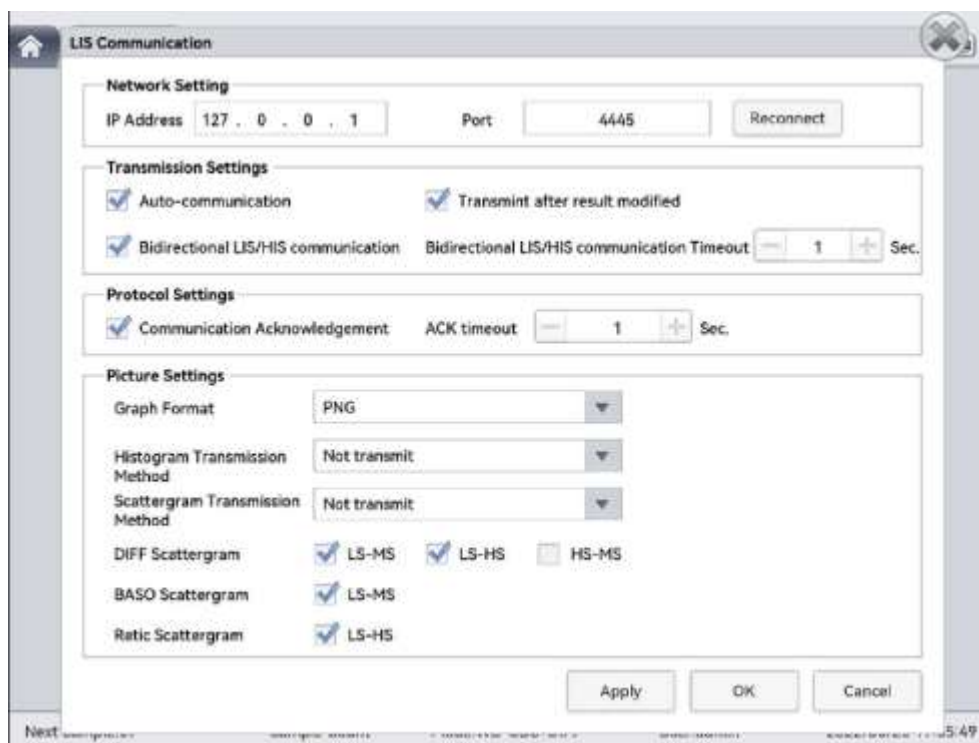 LIS Communication
Network Setting
IP Address 127 . 0 . 0 . 1 Port 4445 Reconnect
Transmission Settings
Auto-communication Transmint after result modified
Bidirectional LIS/HIS communication Bidirectional LIS/HIS communication Timeout 1 Sec.
Protocol Settings
Communication Acknowledgement ACK timeout 1 Sec.
Picture Settings
Graph Format PNG
Histogram Transmission Method Not transmit
Scattergram Transmission Method Not transmit
DIFF Scattergram LS-MS LS-HS HS-MS
BASO Scattergram LS-MS
Retic Scattergram LS-HS
Apply OK Cancel
Next